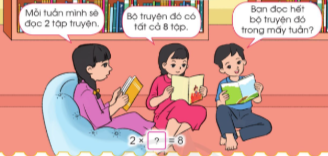 Mỗi tuần mình sẽ
đọc 2 tập truyện.
Bộ truyện đó có
tất cả 8 tập.
Bạn đọc hết
bộ truyện đó
trong mấy tuần?
2 × ? = 8